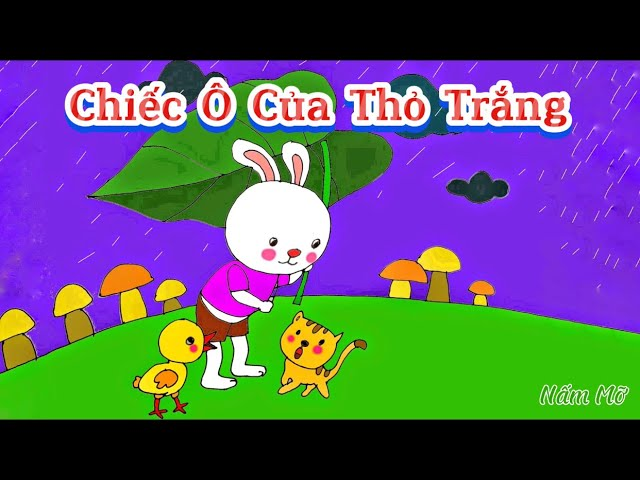 Chiếc Ô Của Thỏ Trắng
Nấm Mỡ